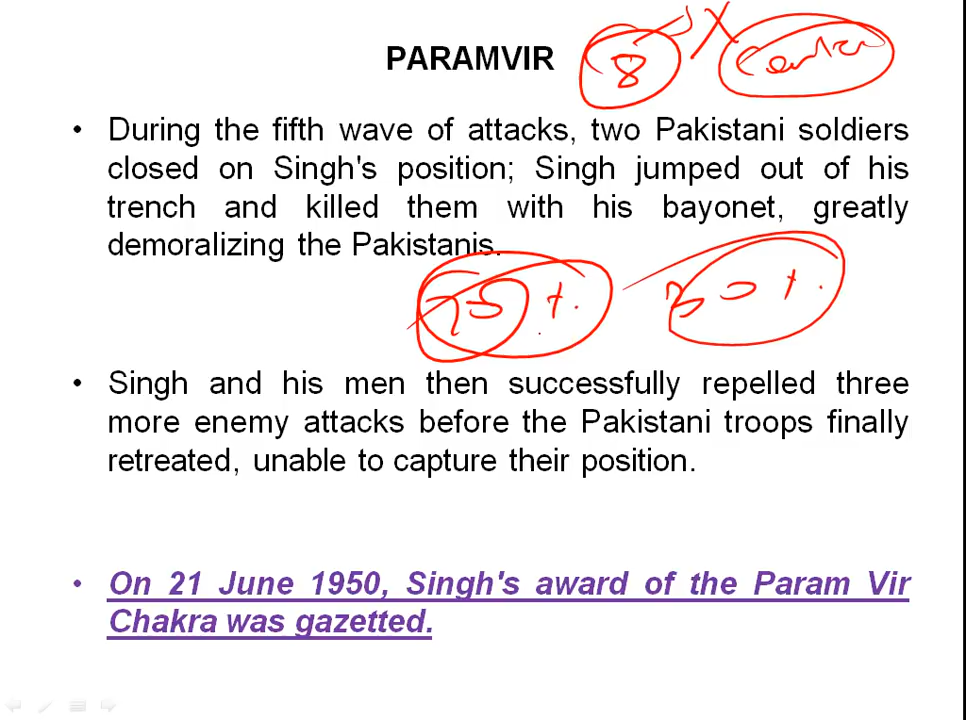 PARAMVIR
8
• During the fifth wave of attacks, two Pakistani soldiers
closed on Singh's position; Singh jumped out of his
trench and killed them with his bayonet, greatly
demoralizing the Pakistanis.
• Singh and his men then successfully repelled three
more enemy attacks before the Pakistani troops finally
retreated, unable to capture their position.
• On 21 June 1950, Singh's award of the Param Vir
Chakra was gazetted.